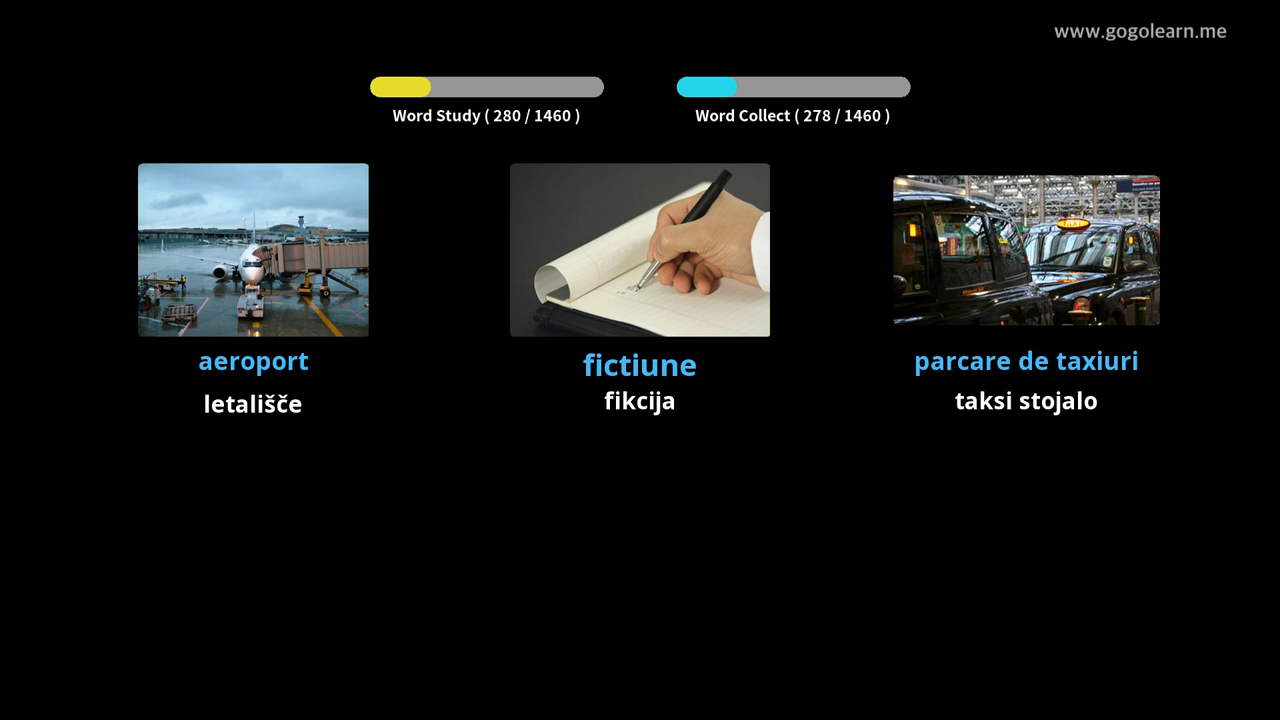 www.gogolearn.me
Word Study ( 280 / 1460 )
Word Collect ( 278 / 1460 )
aeroport
letališče
fictiune
fikcija
parcare de taxiuri
taksi stojalo